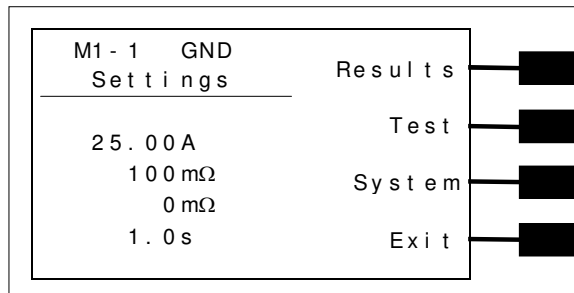 M1-1 GND
Settings
25.00A
100mΩ
0mΩ
1.0s
Results
Test
System
Exit